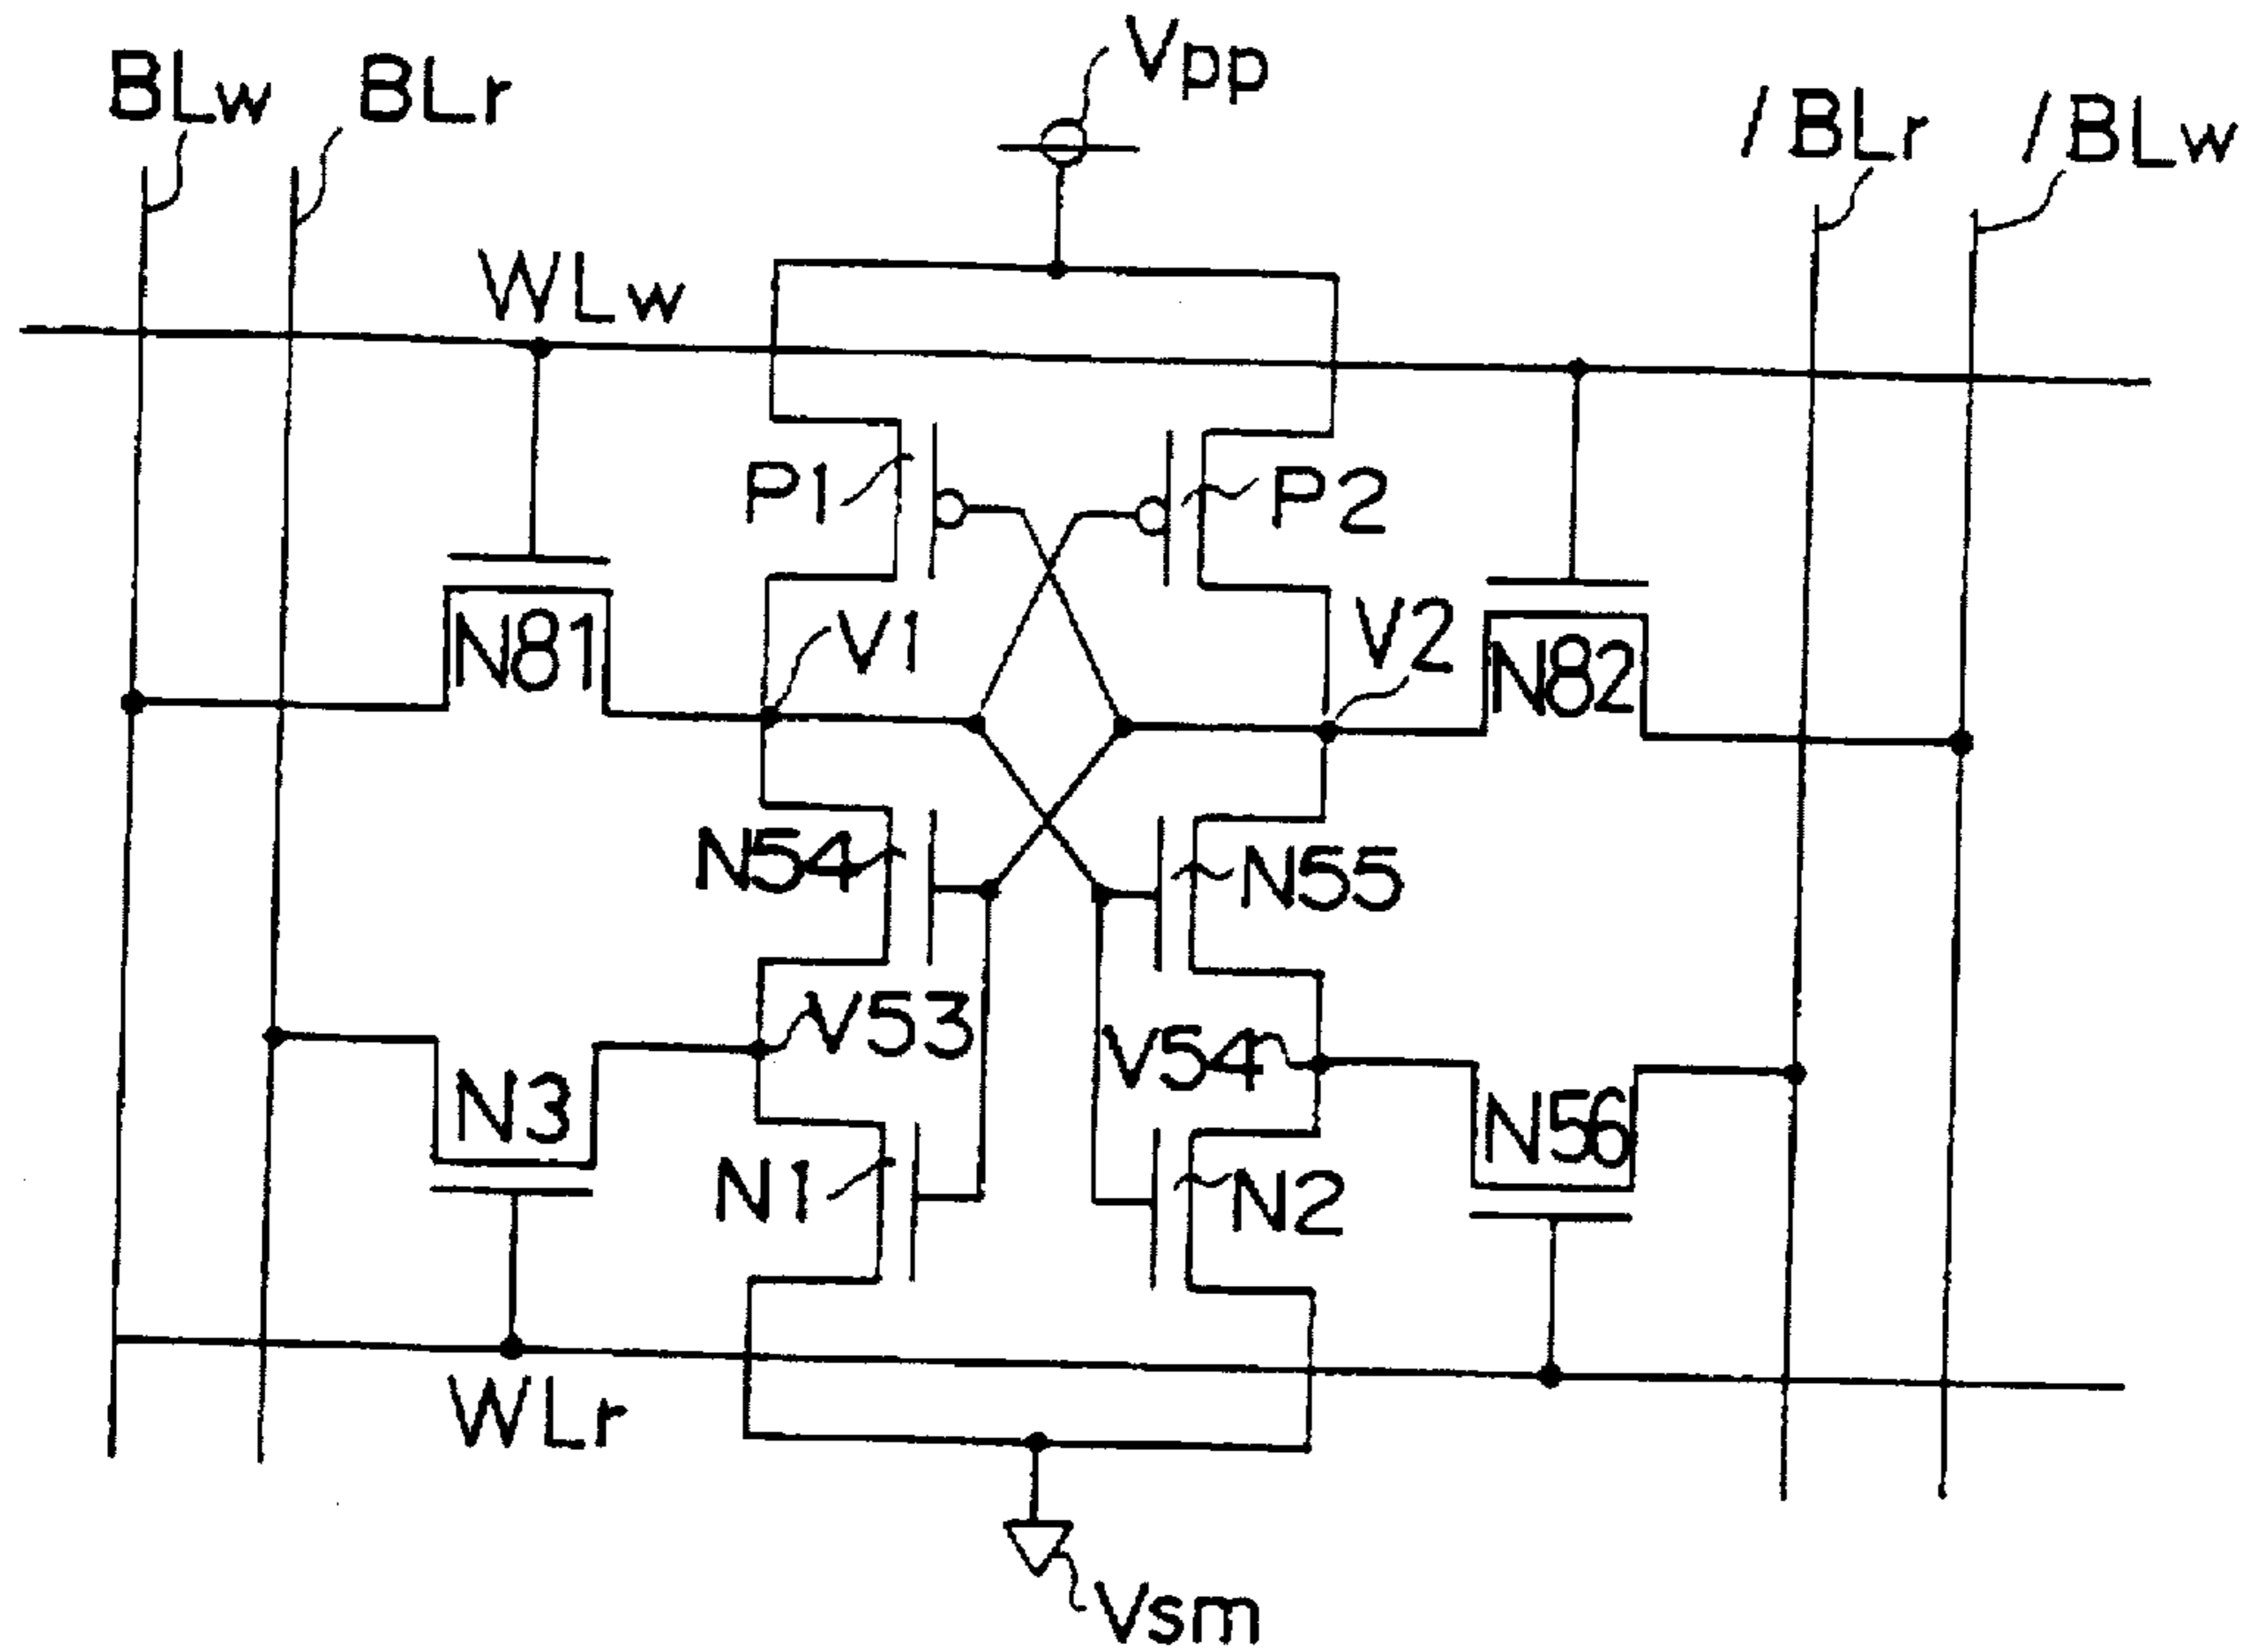 Vpp
BLw
BLr
/BLr
/BLw
WLw
P1
P2
N81
V1
V2
N82
N54
N55
V53
V54
N3
N56
N1
N2
WLr
Vsm